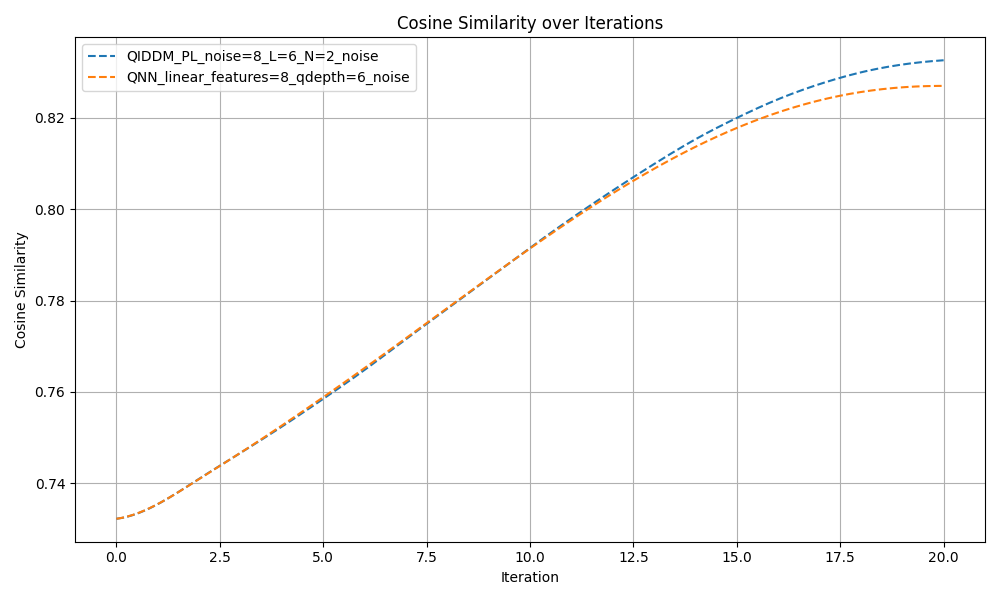 Cosine Similarity over Iterations
QIDDM_PL_noise=8_L=6_N=2_noise
QNN_linear_features=8_qdepth=6_noise
Cosine Similarity
0.82
0.80
0.78
0.76
0.74
0.0 2.5 5.0 7.5 10.0 12.5 15.0 17.5 20.0
Iteration